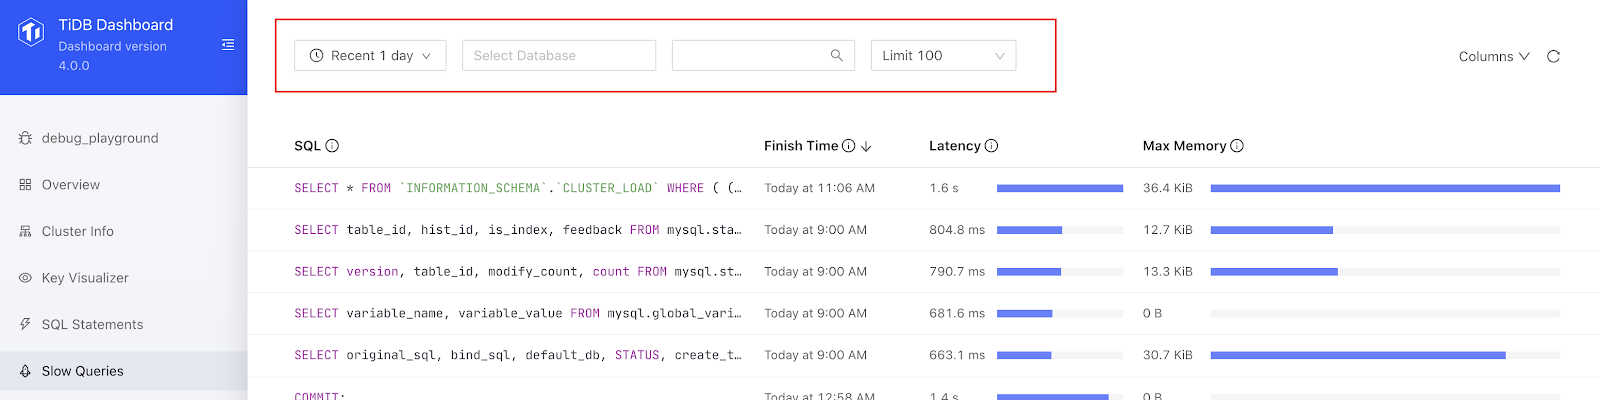 TiDB Dashboard
Dashboard version
4.0.0
debug_playground
Overview
Cluster Info
Key Visualizer
SQL Statements
Slow Queries
Recent 1 day Select Database Limit 100 Columns
SQL Finish Time Latency Max Memory
SELECT * FROM `INFORMATION_SCHEMA`.`CLUSTER_LOAD` WHERE ( (… Today at 11:06 AM 1.6 s 36.4 KiB
SELECT table_id, hist_id, is_index, feedback FROM mysql.sta… Today at 9:00 AM 804.8 ms 12.7 KiB
SELECT version, table_id, modify_count, count FROM mysql.st… Today at 9:00 AM 790.7 ms 13.3 KiB
SELECT variable_name, variable_value FROM mysql.global_vari… Today at 9:00 AM 681.6 ms 0 B
SELECT original_sql, bind_sql, default_db, STATUS, create_t… Today at 9:00 AM 663.1 ms 30.7 KiB
COMMIT; Today at 12:58 AM 1.4 s 0 B